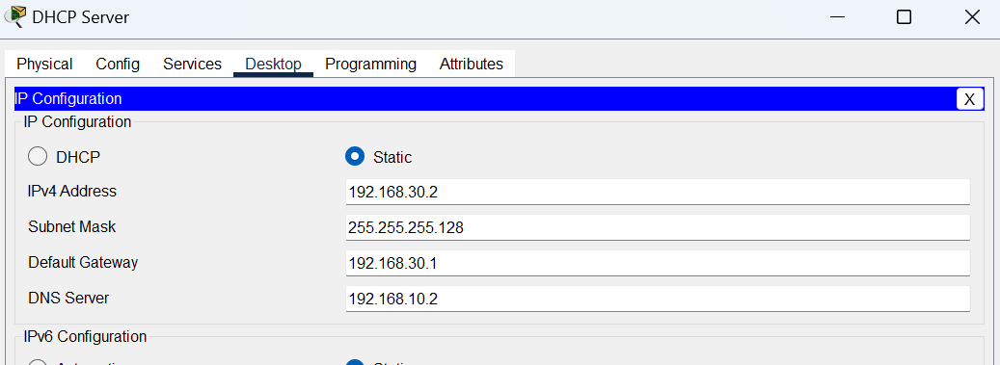 DHCP Server
Physical Config Services Desktop Programming Attributes
IP Configuration X
IP Configuration
DHCP Static
IPv4 Address 192.168.30.2
Subnet Mask 255.255.255.128
Default Gateway 192.168.30.1
DNS Server 192.168.10.2
IPv6 Configuration